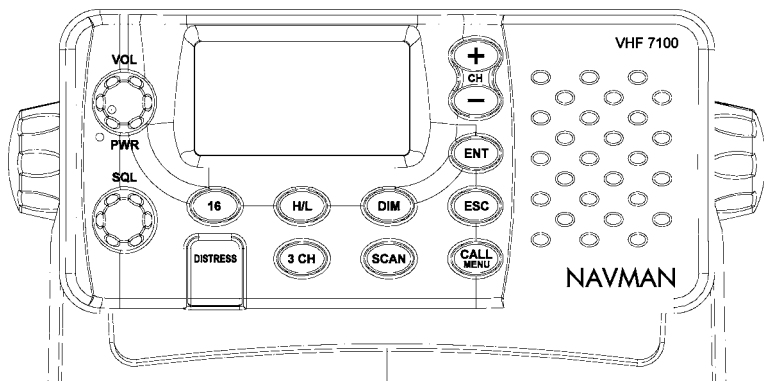 VHF 7100
VOL
+
CH
−
PWR
ENT
SQL
16
H/L
DIM
ESC
DISTRESS
3 CH
SCAN
CALL
MENU
NAVMAN